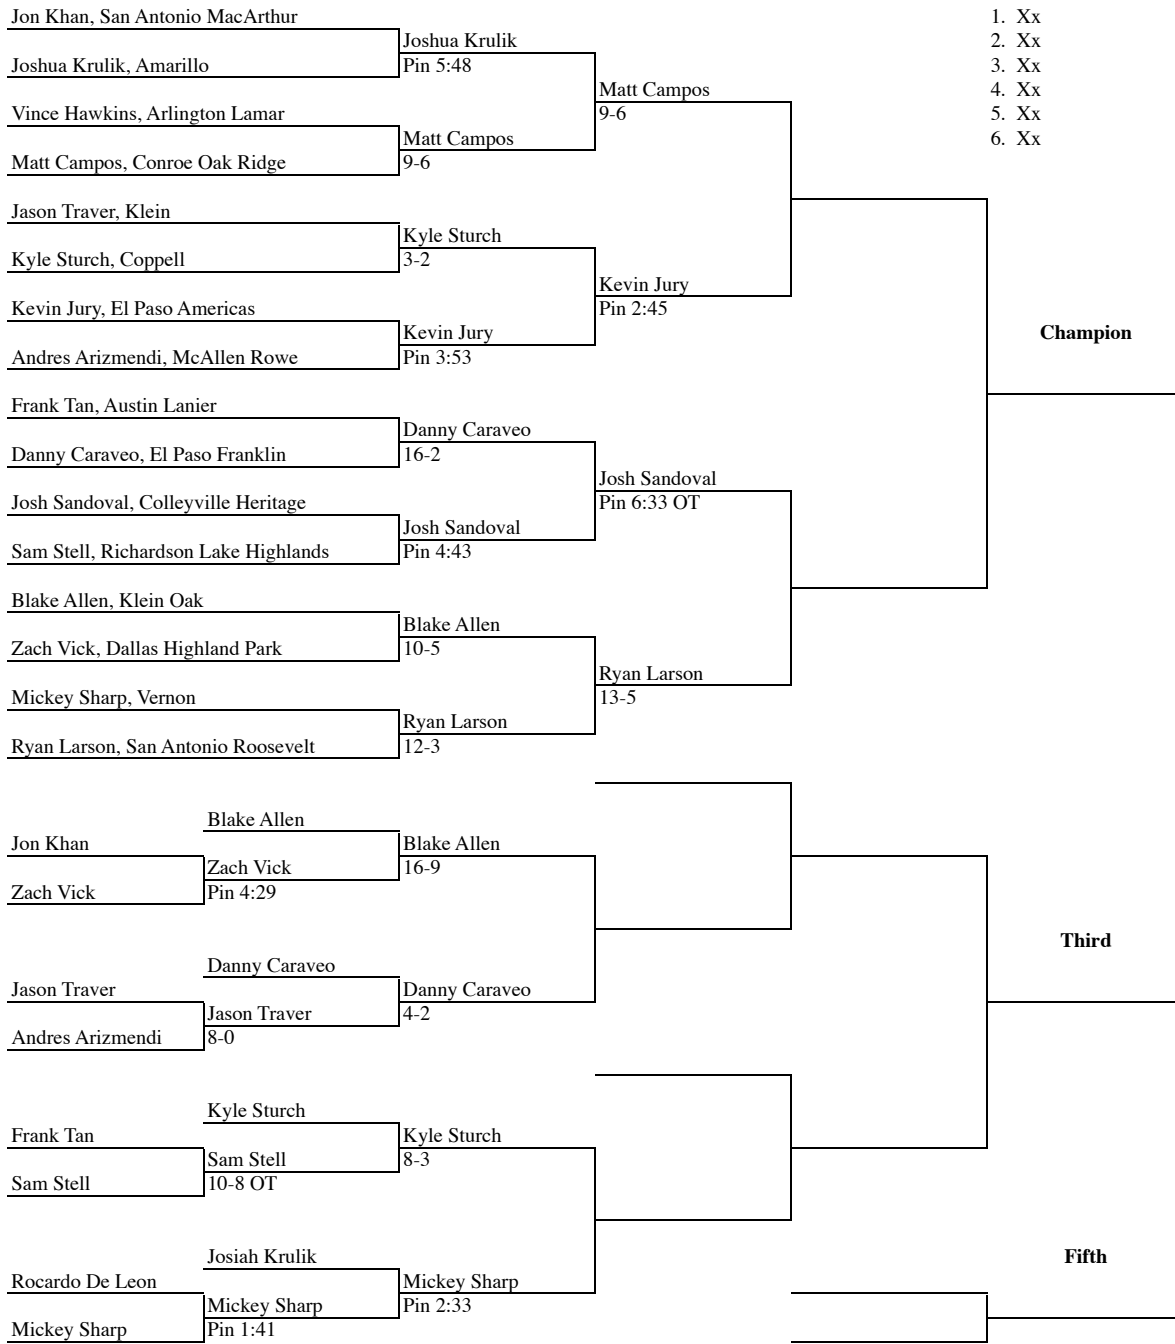 Jon Khan, San Antonio MacArthur
1. Xx
Joshua Krulik
2. Xx
Joshua Krulik, Amarillo
Pin 5:48
3. Xx
Matt Campos
4. Xx
Vince Hawkins, Arlington Lamar
9-6
5. Xx
Matt Campos
6. Xx
Matt Campos, Conroe Oak Ridge
9-6
Jason Traver, Klein
Kyle Sturch
Kyle Sturch, Coppell
3-2
Kevin Jury
Kevin Jury, El Paso Americas
Pin 2:45
Kevin Jury
Champion
Andres Arizmendi, McAllen Rowe
Pin 3:53
Frank Tan, Austin Lanier
Danny Caraveo
Danny Caraveo, El Paso Franklin
16-2
Josh Sandoval
Josh Sandoval, Colleyville Heritage
Pin 6:33 OT
Josh Sandoval
Sam Stell, Richardson Lake Highlands
Pin 4:43
Blake Allen, Klein Oak
Blake Allen
Zach Vick, Dallas Highland Park
10-5
Ryan Larson
Mickey Sharp, Vernon
13-5
Ryan Larson
Ryan Larson, San Antonio Roosevelt
12-3
Blake Allen
Jon Khan
Blake Allen
Zach Vick
16-9
Zach Vick
Pin 4:29
Third
Danny Caraveo
Jason Traver
Danny Caraveo
Jason Traver
4-2
Andres Arizmendi
8-0
Kyle Sturch
Frank Tan
Kyle Sturch
Sam Stell
8-3
Sam Stell
10-8 OT
Josiah Krulik
Fifth
Rocardo De Leon
Mickey Sharp
Mickey Sharp
Pin 2:33
Mickey Sharp
Pin 1:41